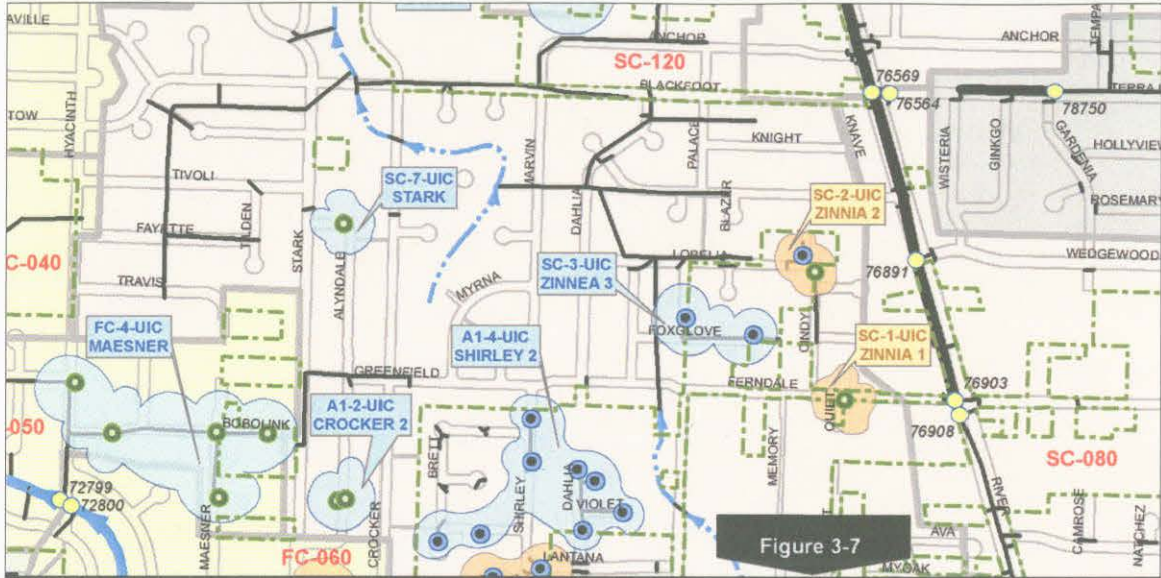 AVILLE
HYACINTH
TOW
ANCHOR
SC-120
BLACKFOOT
ANCHOR
TEMPA
76569
76564
TERRA
78750
KNAVE
KNIGHT
PALACE
MARVIN
WISTERIA
GINKGO
GARDENIA
HOLLYVIEW
TIVOLI
SC-7-UIC
STARK
SC-2-UIC
ZINNIA 2
ROSEMARY
TILDEN
FAYETTE
STARK
DAHLIA
BLAZER
LOBELIA
WEDGEWOOD
C-040
TRAVIS
ALYNDALE
MYRNA
SC-3-UIC
ZINNEA 3
76891
FC-4-UIC
MAESNER
A1-4-UIC
SHIRLEY 2
FOXGLOVE
CINDY
SC-1-UIC
ZINNIA 1
GREENFIELD
FERNDALE
76903
-050
BOBOLINK
A1-2-UIC
CROCKER 2
QUIET
76908
BRETT
MEMORY
SC-080
72799
72800
MAESNER
CROCKER
SHIRLEY
DAHLIA
VIOLET
RIVER
CAMROSE
NATCHEZ
FC-060
LANTANA
Figure 3-7
AVA
MYOAK